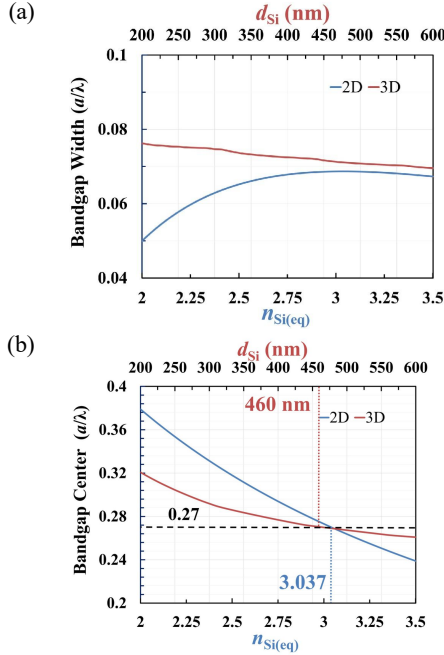 (a)
d_Si (nm)
200 250 300 350 400 450 500 550 600
0.1
0.08
0.06
0.04
Bandgap Width (a/λ)
2D 3D
2 2.25 2.5 2.75 3 3.25 3.5
n_Si(eq)
(b)
d_Si (nm)
200 250 300 350 400 450 500 550 600
0.4
0.36
0.32
0.28
0.24
0.2
Bandgap Center (a/λ)
460 nm
2D 3D
0.27
3.037
2 2.25 2.5 2.75 3 3.25 3.5
n_Si(eq)